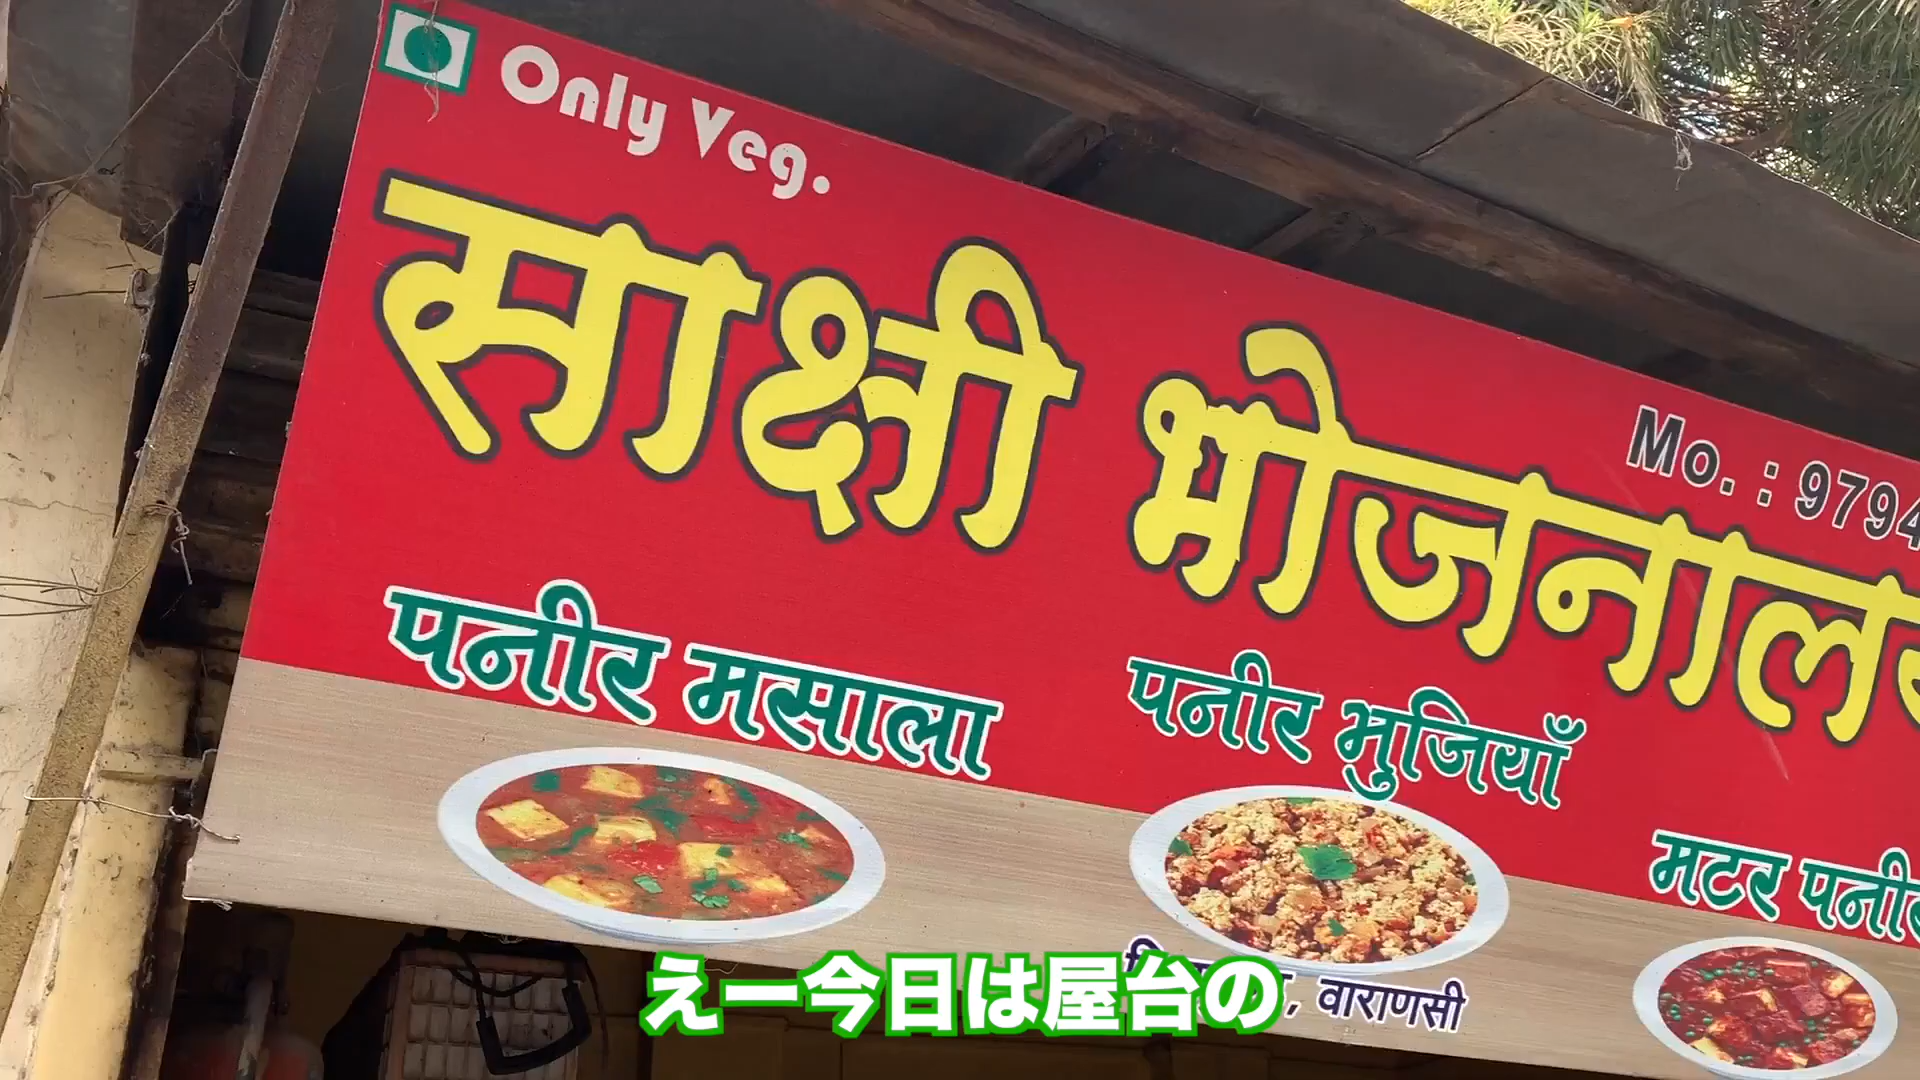 Only Veg.
साक्षी भोजनालय
Mo. : 9794
पनीर मसाला
पनीर भुजियाँ
मटर पनीर
वाराणसी
えー今日は屋台の